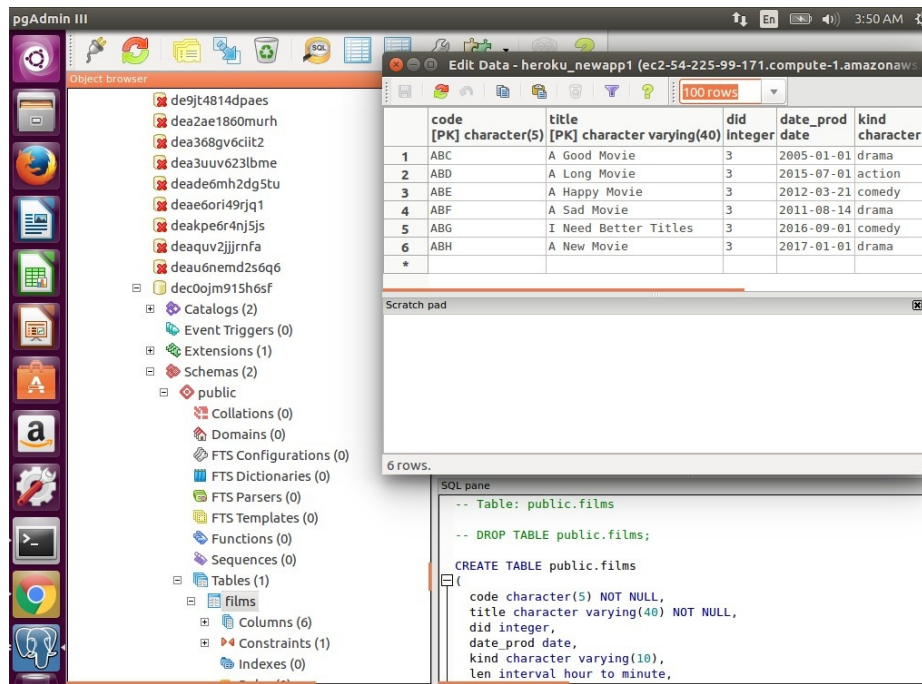 pgAdmin III
En
3:50 AM
Object browser
de9jt4814dpaes
dea2ae1860murh
dea368gv6ciit2
dea3uuv623lbme
deade6mh2dg5tu
deae6ori49rjq1
deakpe6r4nj5js
deaquv2jjjrnfa
deau6nemd2s6q6
dec0ojm915h6sf
Catalogs (2)
Event Triggers (0)
Extensions (1)
Schemas (2)
public
Collations (0)
Domains (0)
FTS Configurations (0)
FTS Dictionaries (0)
FTS Parsers (0)
FTS Templates (0)
Functions (0)
Sequences (0)
Tables (1)
films
Columns (6)
Constraints (1)
Indexes (0)
Edit Data - heroku_newapp1 (ec2-54-225-99-171.compute-1.amazonaws
100 rows
code title did date_prod kind
[PK] character(5) [PK] character varying(40) integer date character
1 ABC A Good Movie 3 2005-01-01 drama
2 ABD A Long Movie 3 2015-07-01 action
3 ABE A Happy Movie 3 2012-03-21 comedy
4 ABF A Sad Movie 3 2011-08-14 drama
5 ABG I Need Better Titles 3 2016-09-01 comedy
6 ABH A New Movie 3 2017-01-01 drama
*
Scratch pad
6 rows.
SQL pane
-- Table: public.films
-- DROP TABLE public.films;
CREATE TABLE public.films
(
code character(5) NOT NULL,
title character varying(40) NOT NULL,
did integer,
date_prod date,
kind character varying(10),
len interval hour to minute,